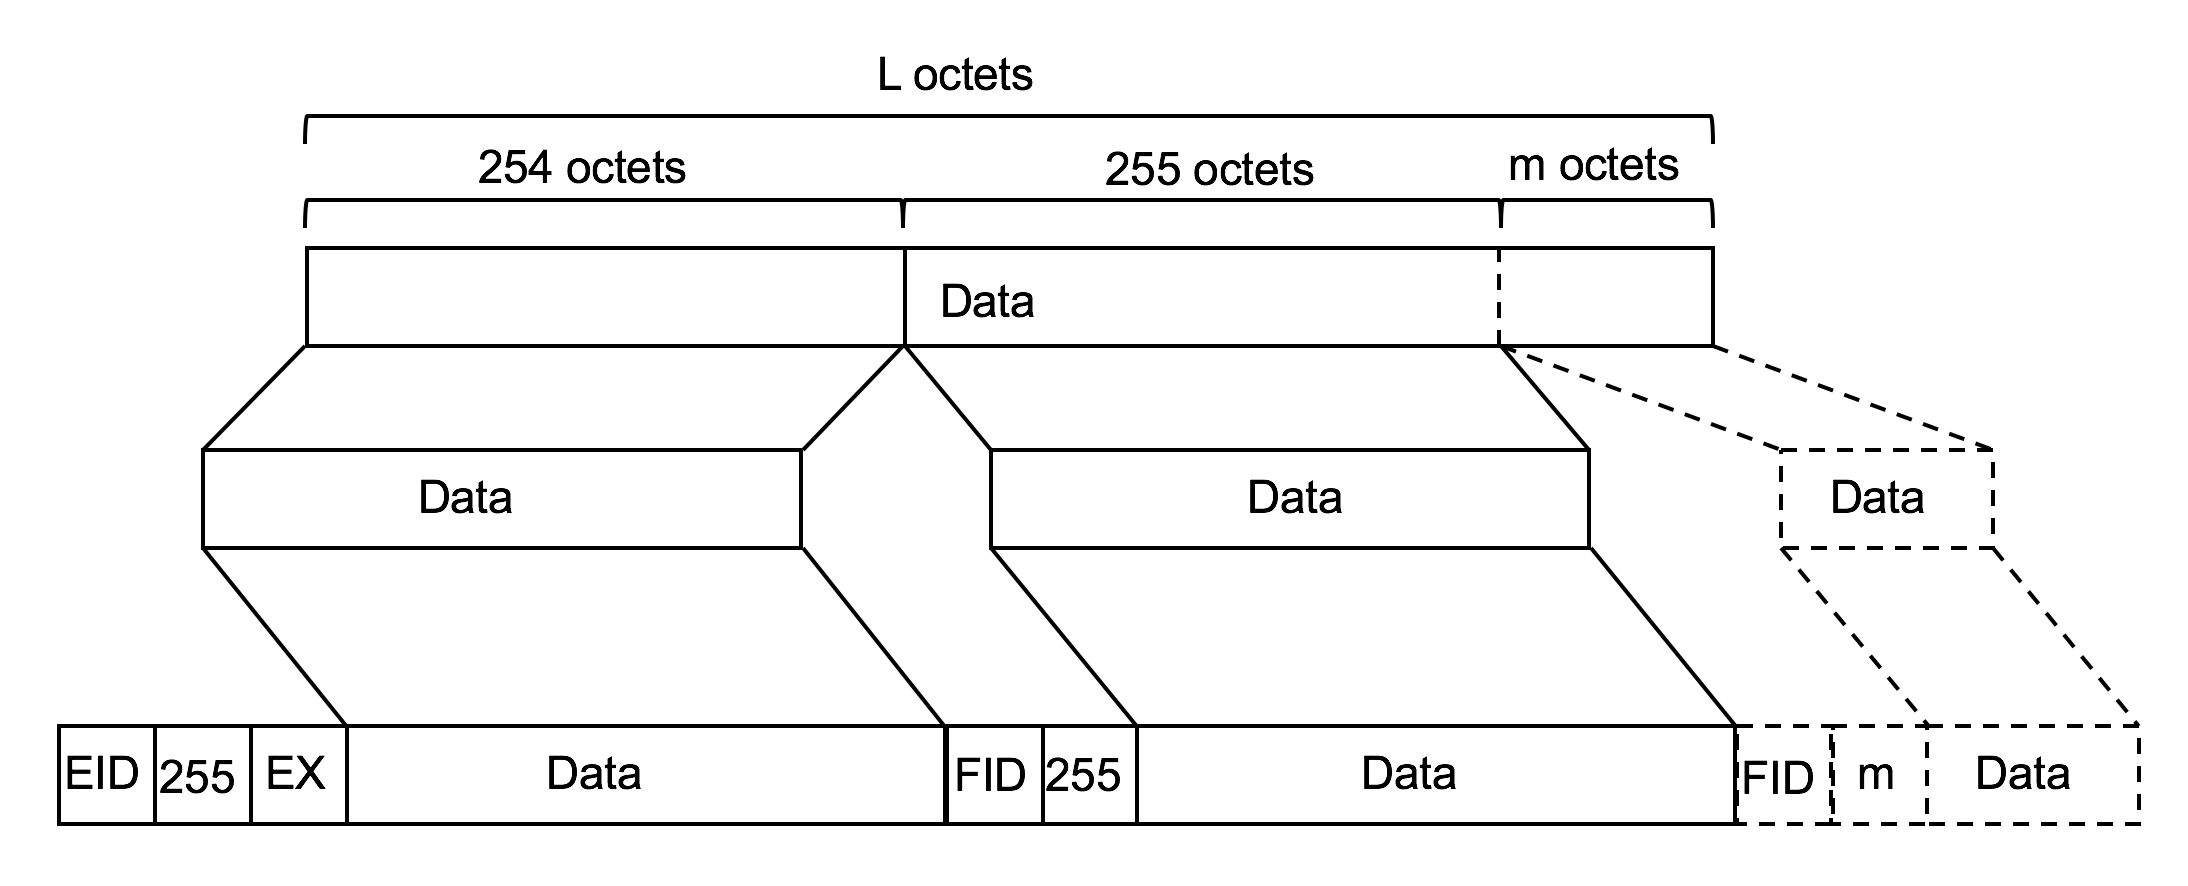 L octets
254 octets 255 octets m octets
Data
Data Data Data
EID 255 EX Data FID 255 Data FID m Data